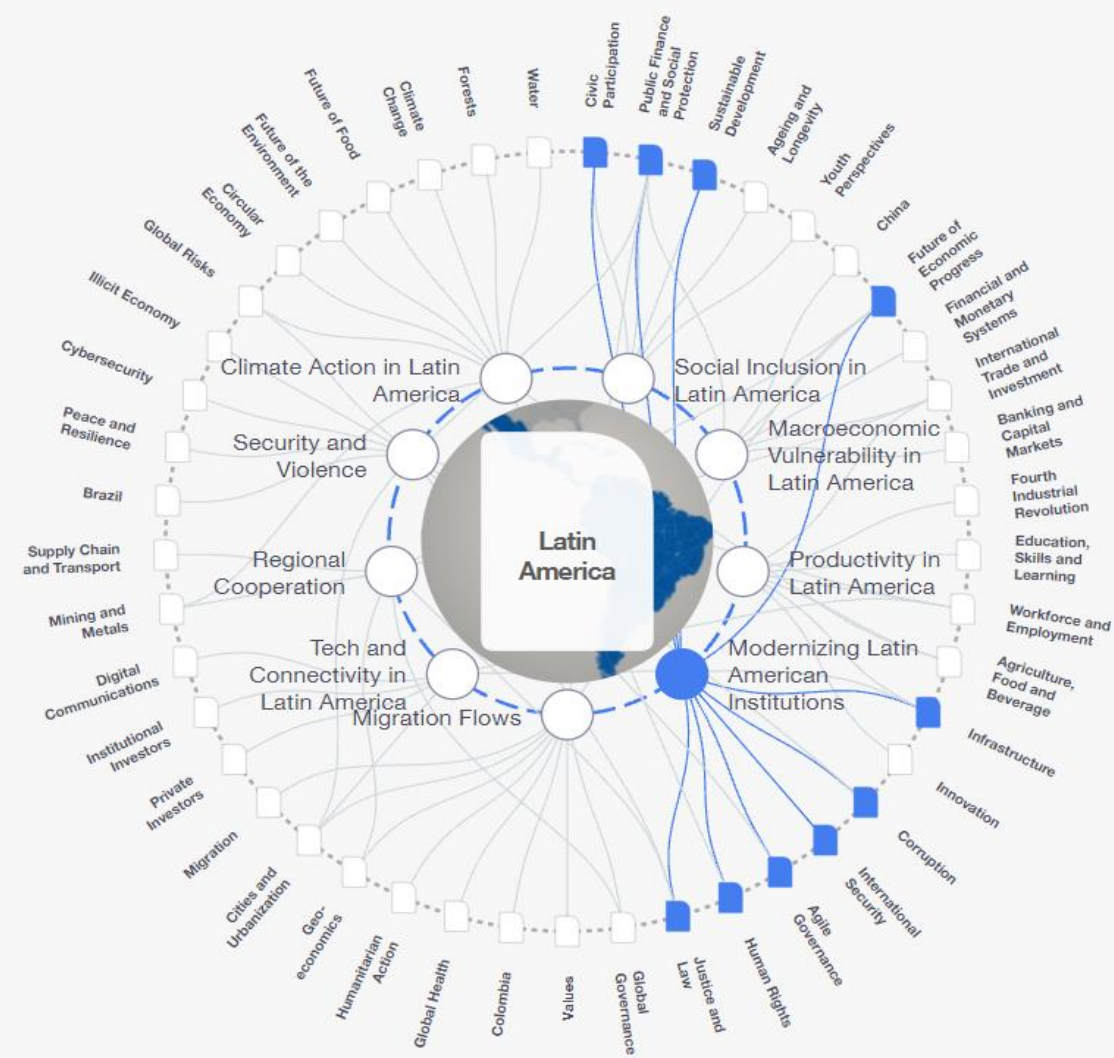 Water
Civic
Participation
Public Finance
and Social
Protection
Sustainable
Development
Ageing and
Longevity
Youth
Perspectives
China
Future of
Economic
Progress
Financial and
Monetary
Systems
International
Trade and
Investment
Banking and
Capital
Markets
Fourth
Industrial
Revolution
Education,
Skills and
Learning
Workforce and
Employment
Agriculture,
Food and
Beverage
Infrastructure
Innovation
Corruption
International
Security
Agile
Governance
Human Rights
Justice and
Law
Global
Governance
Values
Colombia
Global Health
Humanitarian
Action
Geo-
economics
Cities and
Urbanization
Migration
Private
Investors
Institutional
Investors
Digital
Communications
Mining and
Metals
Supply Chain
and Transport
Brazil
Peace and
Resilience
Cybersecurity
Illicit Economy
Global Risks
Circular
Economy
Future of the
Environment
Future of Food
Climate
Change
Forests
Climate Action in Latin
America
Social Inclusion in
Latin America
Security and
Violence
Macroeconomic
Vulnerability in
Latin America
Latin
America
Regional
Cooperation
Productivity in
Latin America
Tech and
Connectivity in
Latin America
Modernizing Latin
American
Institutions
Migration Flows